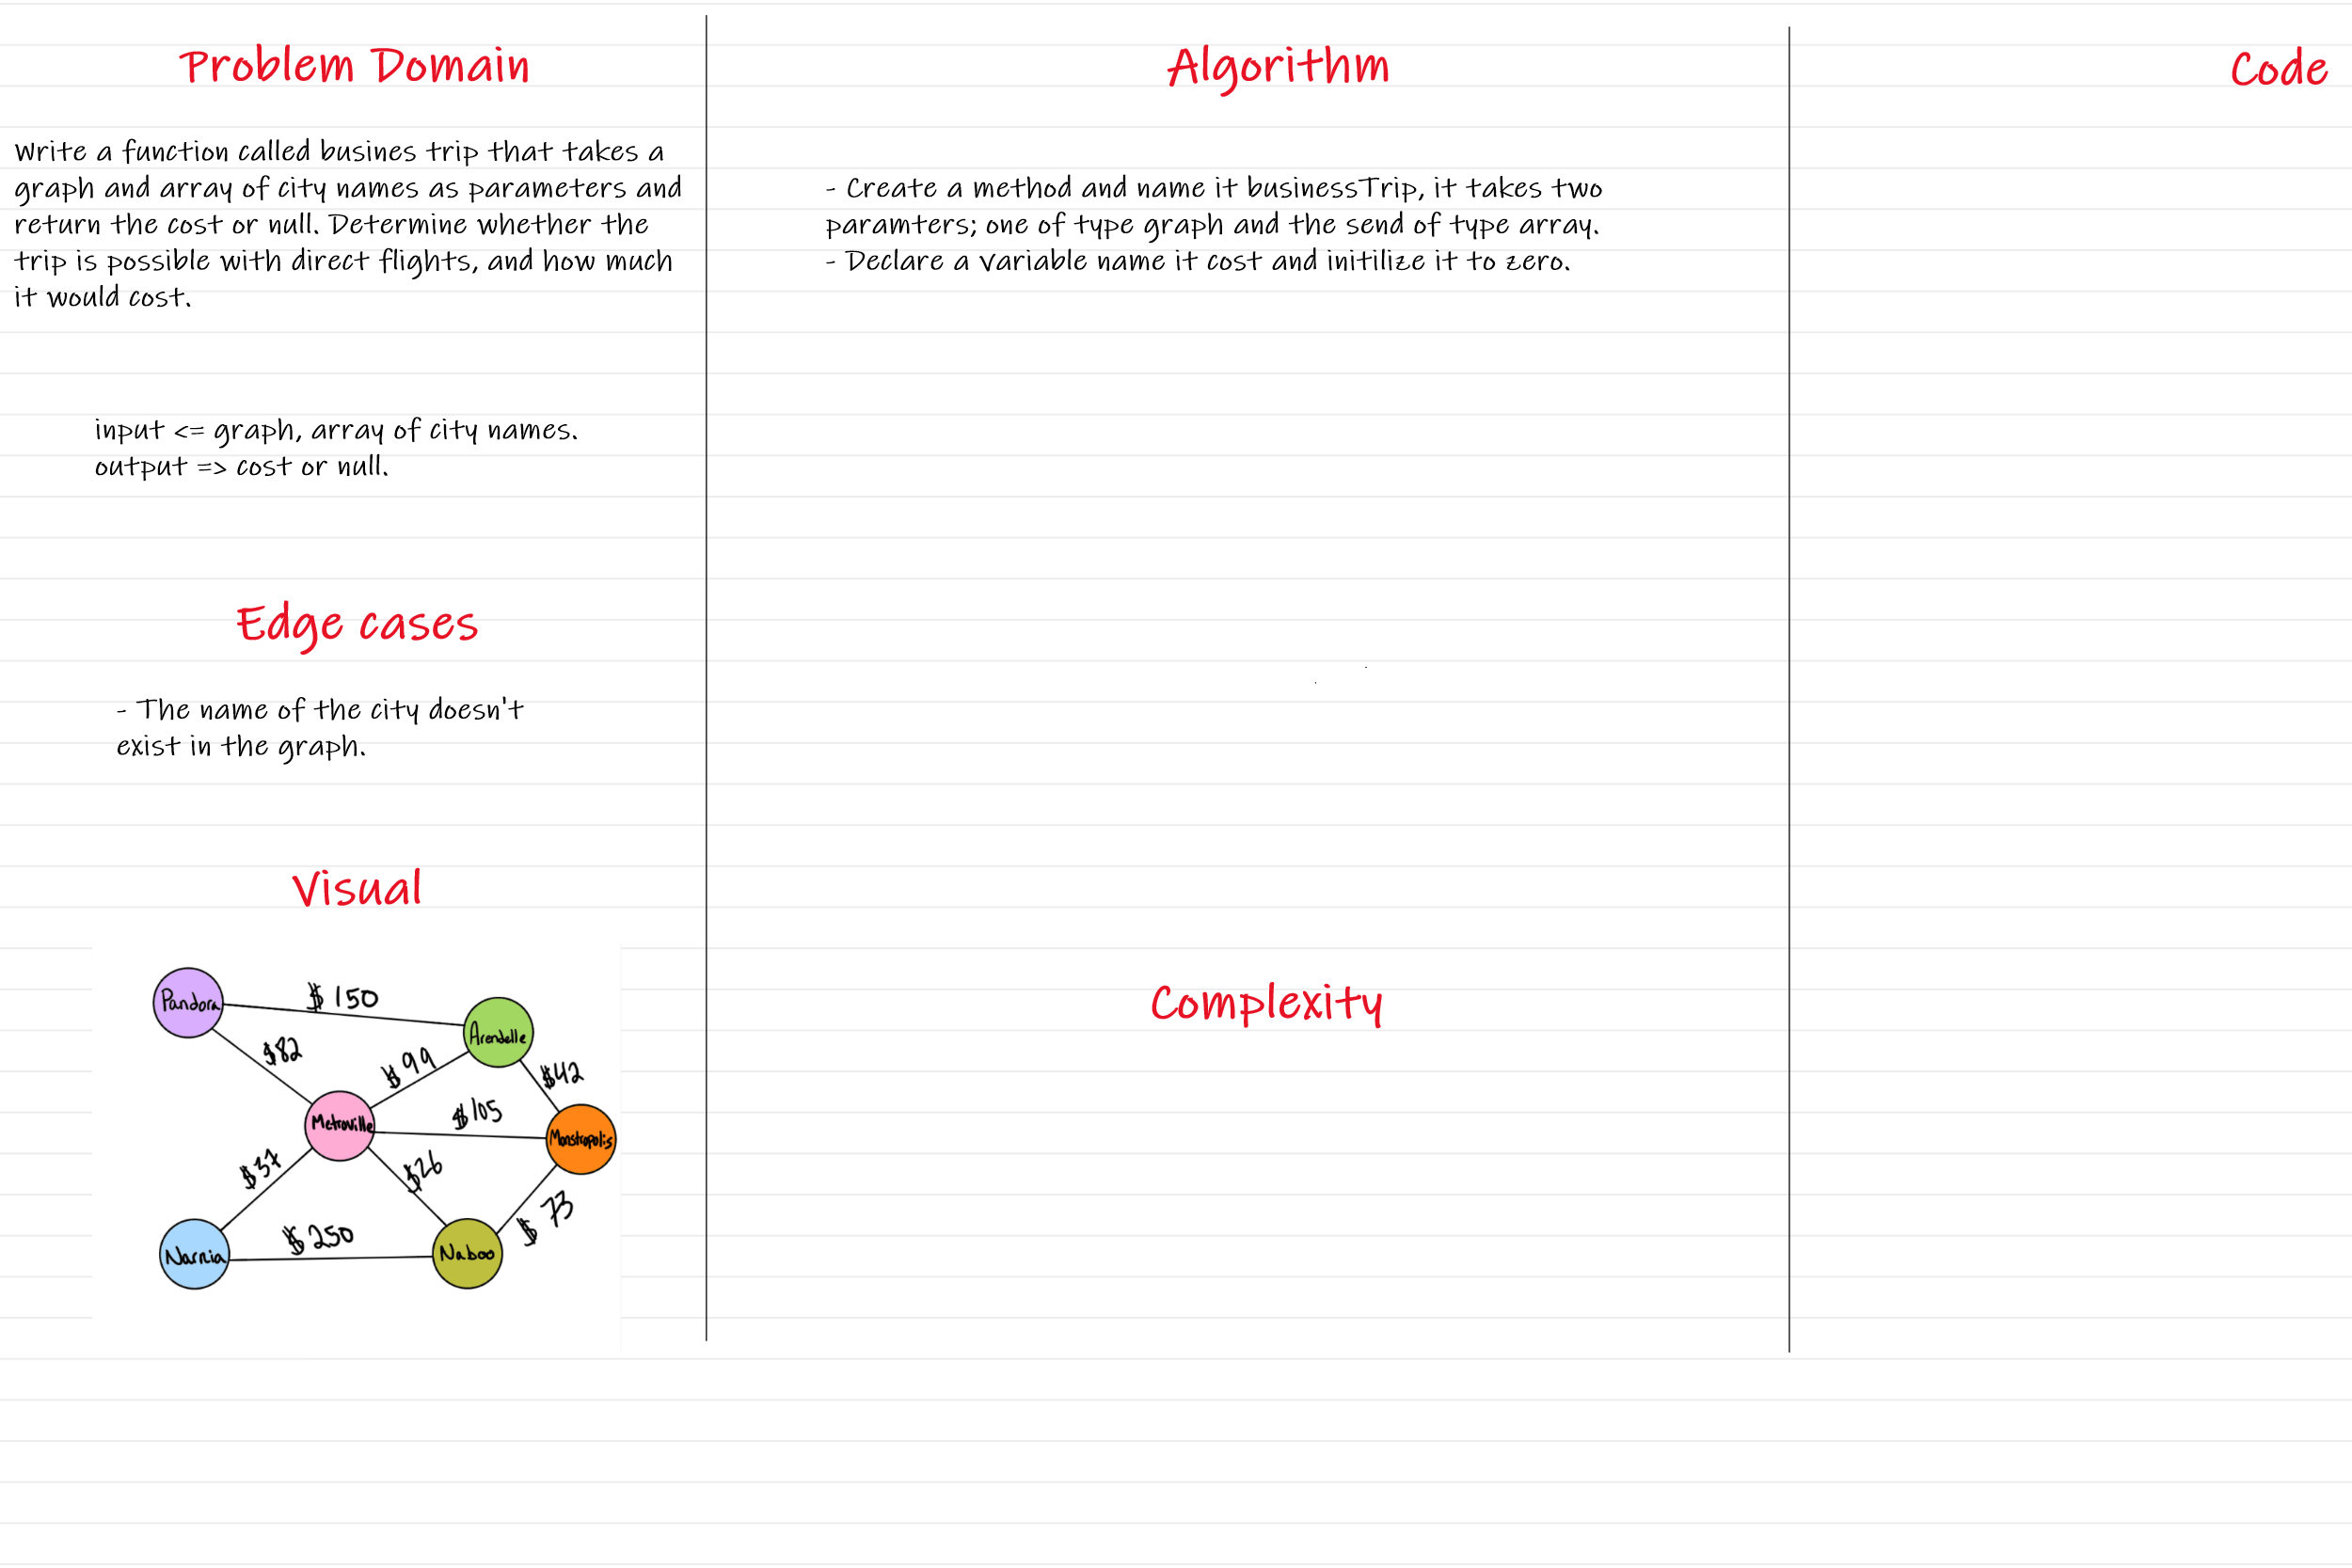 Problem Domain
Write a function called busines trip that takes a
graph and array of city names as parameters and
return the cost or null. Determine whether the
trip is possible with direct flights, and how much
it would cost.
input <= graph, array of city names.
output => cost or null.
Edge cases
- The name of the city doesn't
exist in the graph.
Visual
Pandora
$150
Arendelle
$82
$99
$42
Metroville
$105
Monstropolis
$37
$26
$73
Narnia
$250
Naboo
Algorithm
- Create a method and name it businessTrip, it takes two
paramters; one of type graph and the send of type array.
- Declare a variable name it cost and initilize it to zero.
Complexity
Code